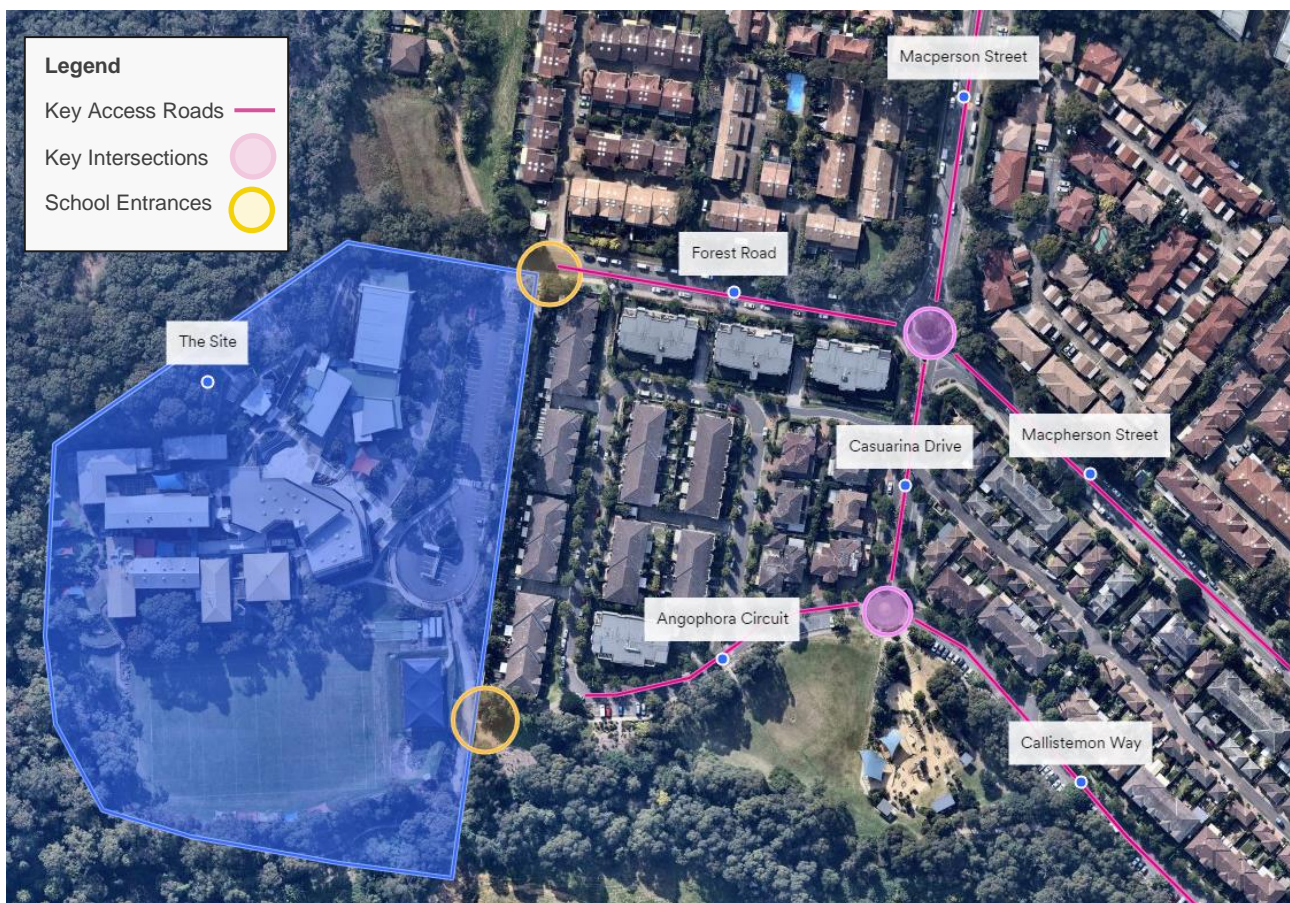 Legend
Key Access Roads
Key Intersections
School Entrances
Macperson Street
Forest Road
The Site
Casuarina Drive
Macpherson Street
Angophora Circuit
Callistemon Way